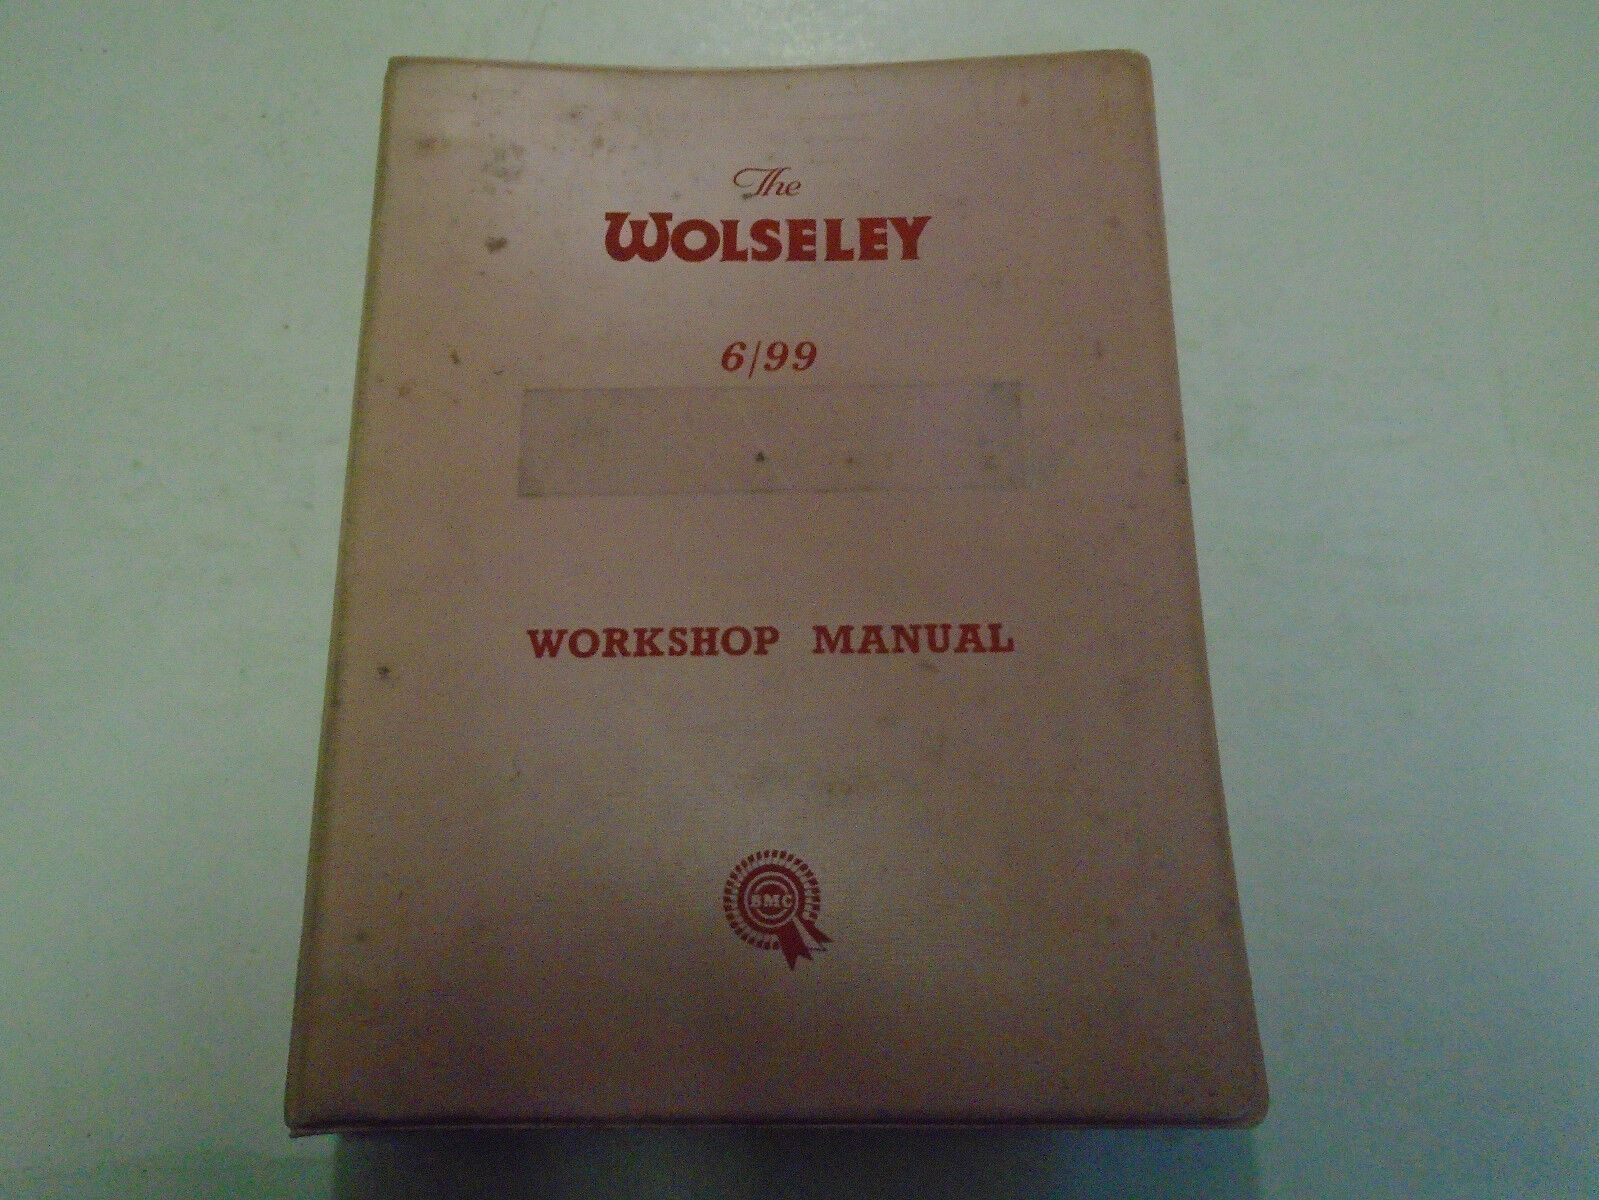 The
WOLSELEY
6/99
WORKSHOP MANUAL
BMC